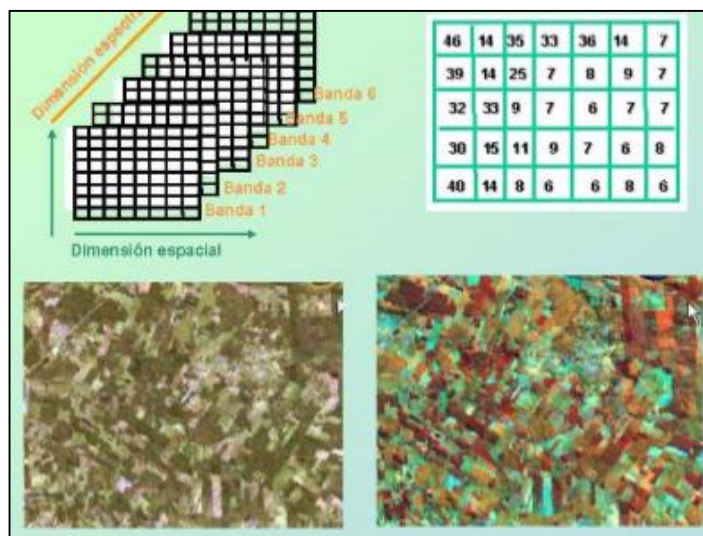 Dimensión espectra
Banda 6
Banda 5
Banda 4
Banda 3
Banda 2
Banda 1
Dimensión espacial
46 14 35 33 36 14 7
39 14 25 7 8 9 7
32 33 9 7 6 7 7
30 15 11 9 7 6 8
40 14 8 6 6 8 6